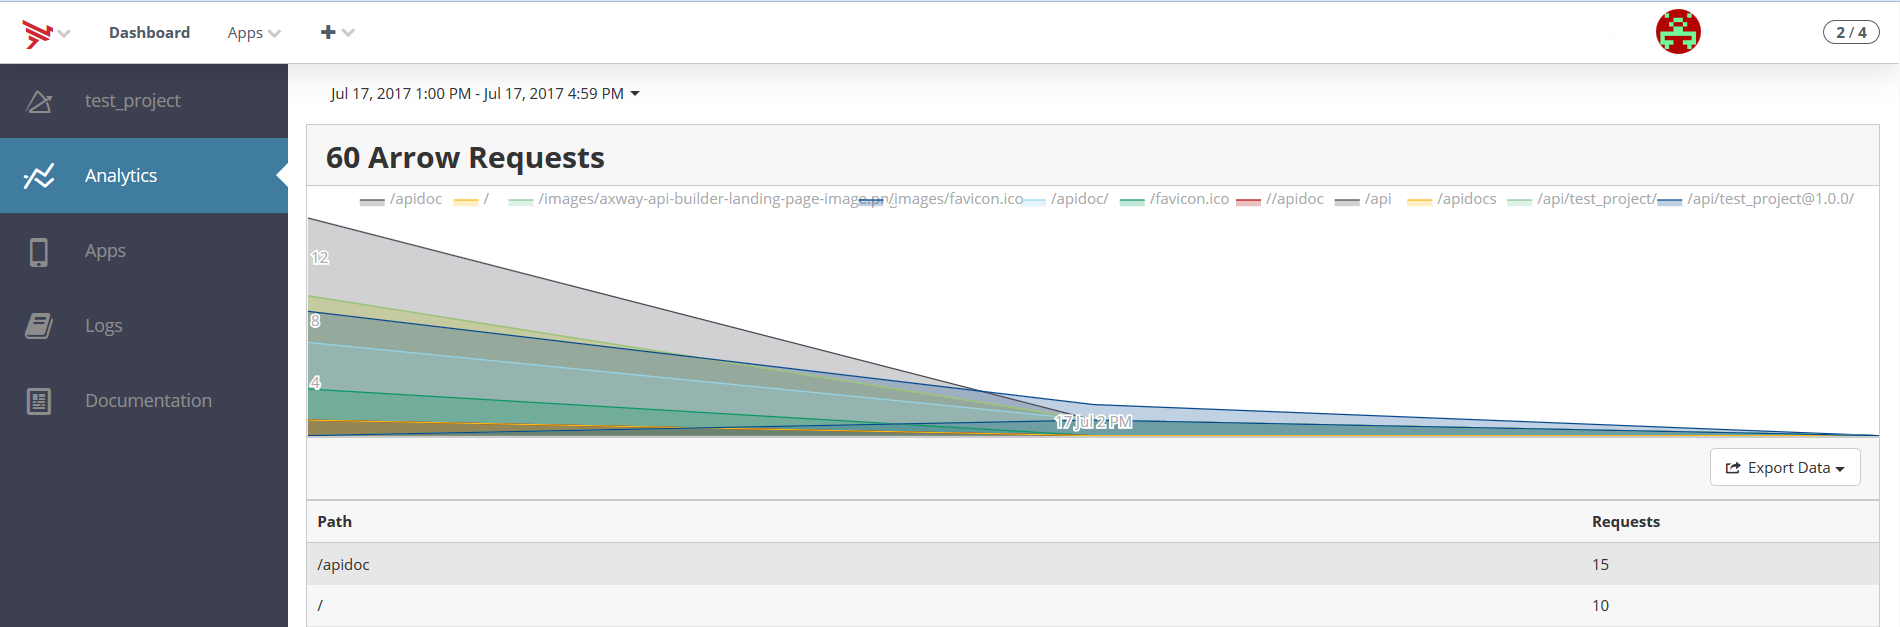 Dashboard Apps 2 / 4
test_project
Analytics
Apps
Logs
Documentation
Jul 17, 2017 1:00 PM - Jul 17, 2017 4:59 PM
60 Arrow Requests
/apidoc / /images/axway-api-builder-landing-page-image.png /images/favicon.ico /apidoc/ /favicon.ico //apidoc /api /apidocs /api/test_project/ /api/test_project@1.0.0/
12
8
4
17 Jul 2 PM
Export Data
Path Requests
/apidoc 15
/ 10